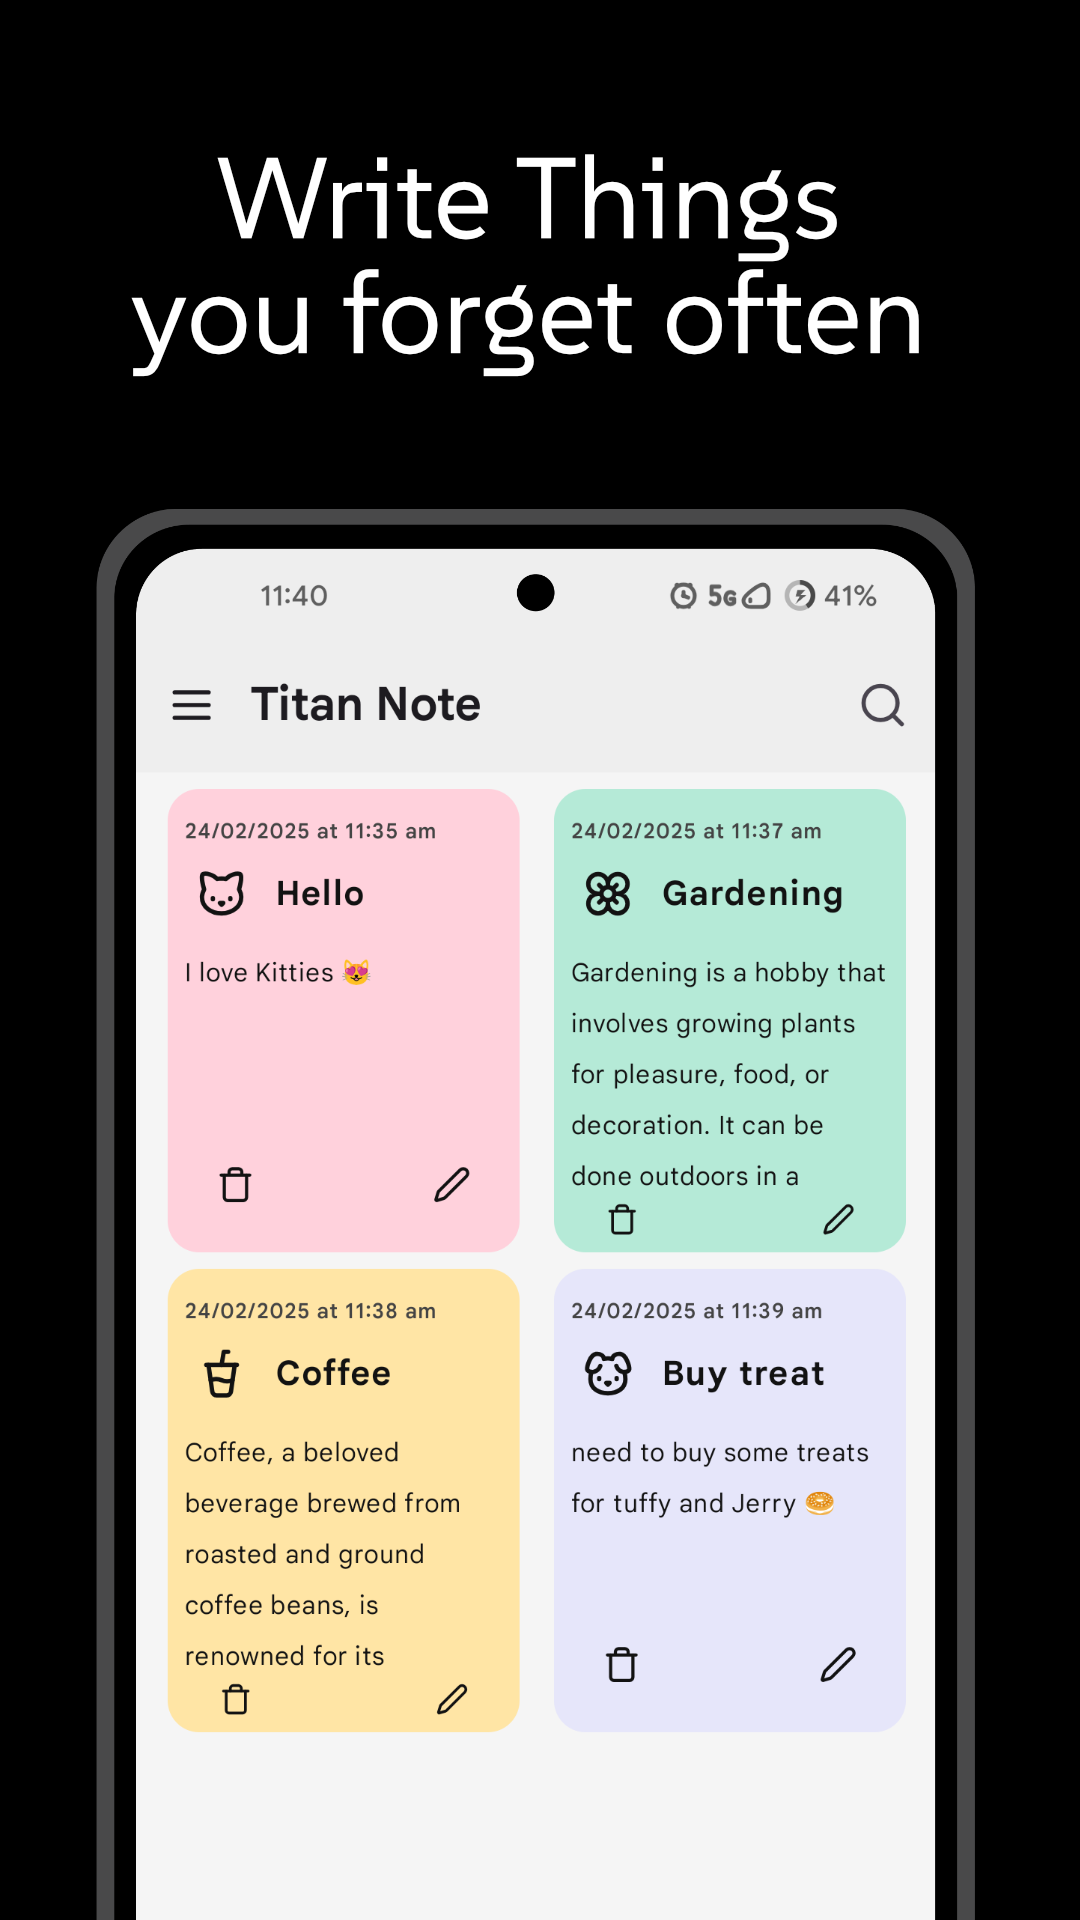 Write Things
you forget often
11:40
5G 41%
Titan Note
24/02/2025 at 11:35 am
Hello
I love Kitties 😻
24/02/2025 at 11:37 am
Gardening
Gardening is a hobby that
involves growing plants
for pleasure, food, or
decoration. It can be
done outdoors in a
24/02/2025 at 11:38 am
Coffee
Coffee, a beloved
beverage brewed from
roasted and ground
coffee beans, is
renowned for its
24/02/2025 at 11:39 am
Buy treat
need to buy some treats
for tuffy and Jerry 🥯